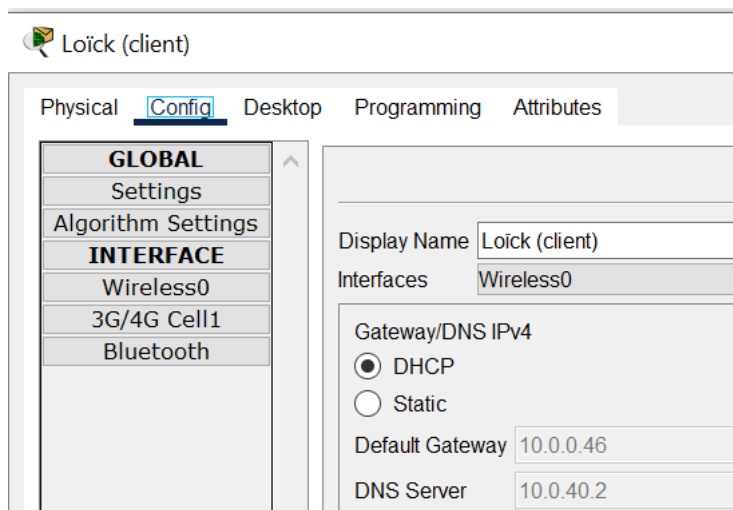 Loïck (client)
Physical Config Desktop Programming Attributes
GLOBAL
Settings
Algorithm Settings
INTERFACE
Wireless0
3G/4G Cell1
Bluetooth
Display Name Loïck (client)
Interfaces Wireless0
Gateway/DNS IPv4
DHCP
Static
Default Gateway 10.0.0.46
DNS Server 10.0.40.2